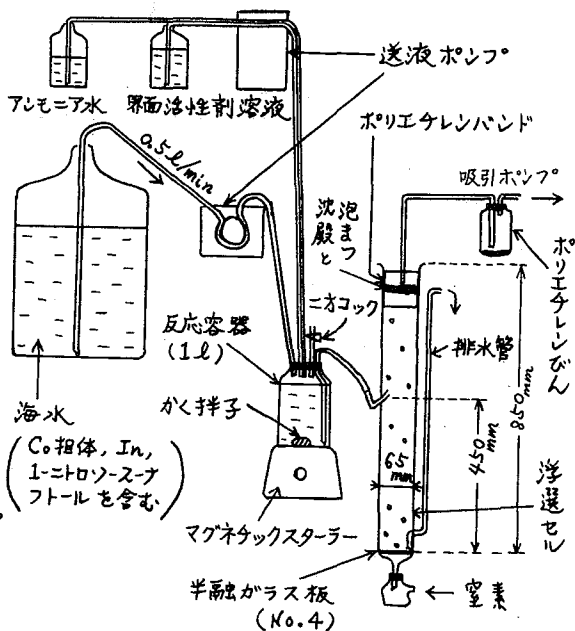 送液ポンプ
アンモニア水
界面活性剤溶液
ポリエチレンバンド
0.5l/min
吸引ポンプ
泡まつと
沈殿
ポリエチレンびん
二方コック
反応容器
(1l)
排水管
850mm
海水
(Co担体, In,
1-ニトロソ-2-ナ
フトールを含む)
かく拌子
65
mm
450mm
浮選セル
マグネチックスターラー
半融ガラス板
(No.4)
窒素